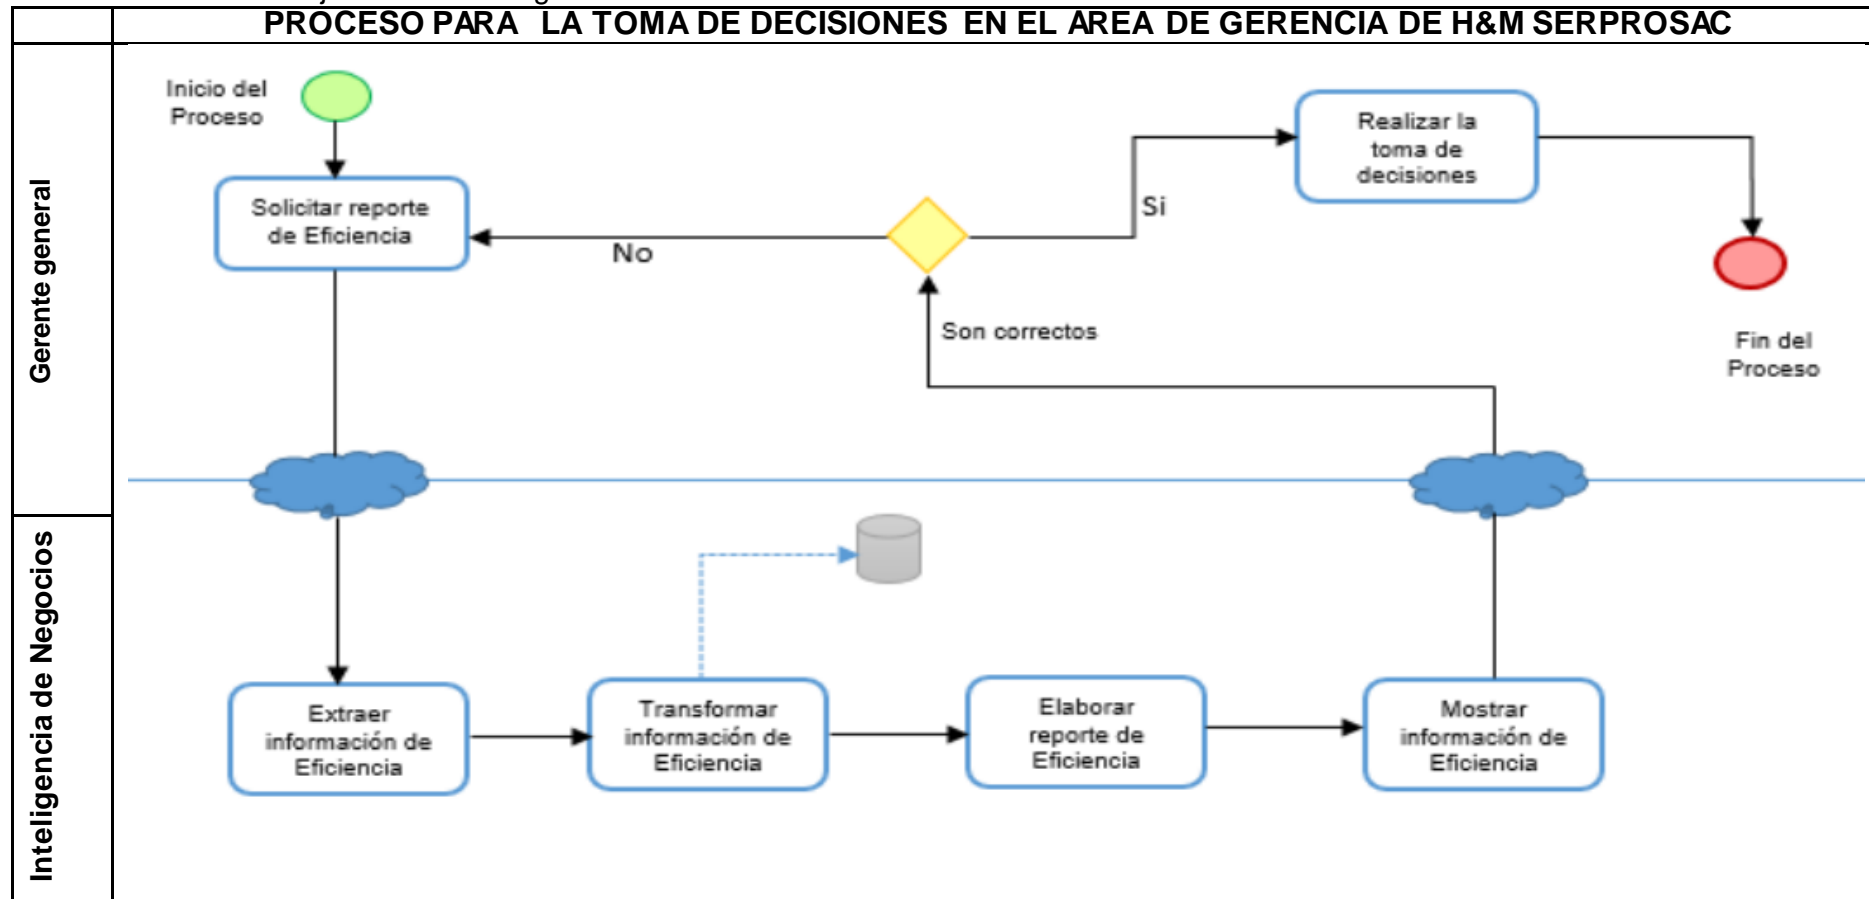 PROCESO PARA LA TOMA DE DECISIONES EN EL AREA DE GERENCIA DE H&M SERPROSAC
Gerente general
Inicio del
Proceso
Solicitar reporte
de Eficiencia
No
Si
Realizar la
toma de
decisiones
Son correctos
Fin del
Proceso
Inteligencia de Negocios
Extraer
información de
Eficiencia
Transformar
información de
Eficiencia
Elaborar
reporte de
Eficiencia
Mostrar
información de
Eficiencia